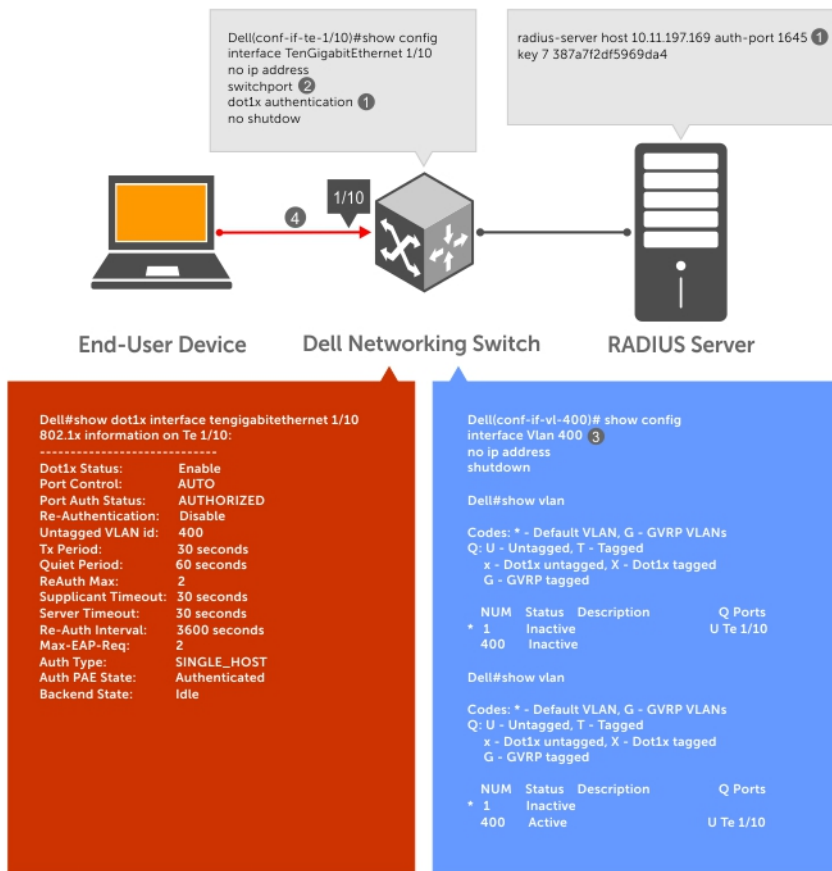 Dell(conf-if-te-1/10)#show config
interface TenGigabitEthernet 1/10
no ip address
switchport 2
dot1x authentication 1
no shutdow
radius-server host 10.11.197.169 auth-port 1645 1
key 7 387a7f2df5969da4
1/10
4
End-User Device
Dell Networking Switch
RADIUS Server
Dell#show dot1x interface tengigabitethernet 1/10
802.1x information on Te 1/10:
-----------------------------
Dot1x Status: Enable
Port Control: AUTO
Port Auth Status: AUTHORIZED
Re-Authentication: Disable
Untagged VLAN id: 400
Tx Period: 30 seconds
Quiet Period: 60 seconds
ReAuth Max: 2
Supplicant Timeout: 30 seconds
Server Timeout: 30 seconds
Re-Auth Interval: 3600 seconds
Max-EAP-Req: 2
Auth Type: SINGLE_HOST
Auth PAE State: Authenticated
Backend State: Idle
Dell(conf-if-vl-400)# show config
interface Vlan 400 3
no ip address
shutdown
Dell#show vlan
Codes: * - Default VLAN, G - GVRP VLANs
Q: U - Untagged, T - Tagged
x - Dot1x untagged, X - Dot1x tagged
G - GVRP tagged
NUM Status Description Q Ports
* 1 Inactive U Te 1/10
400 Inactive
Dell#show vlan
Codes: * - Default VLAN, G - GVRP VLANs
Q: U - Untagged, T - Tagged
x - Dot1x untagged, X - Dot1x tagged
G - GVRP tagged
NUM Status Description Q Ports
* 1 Inactive
400 Active U Te 1/10